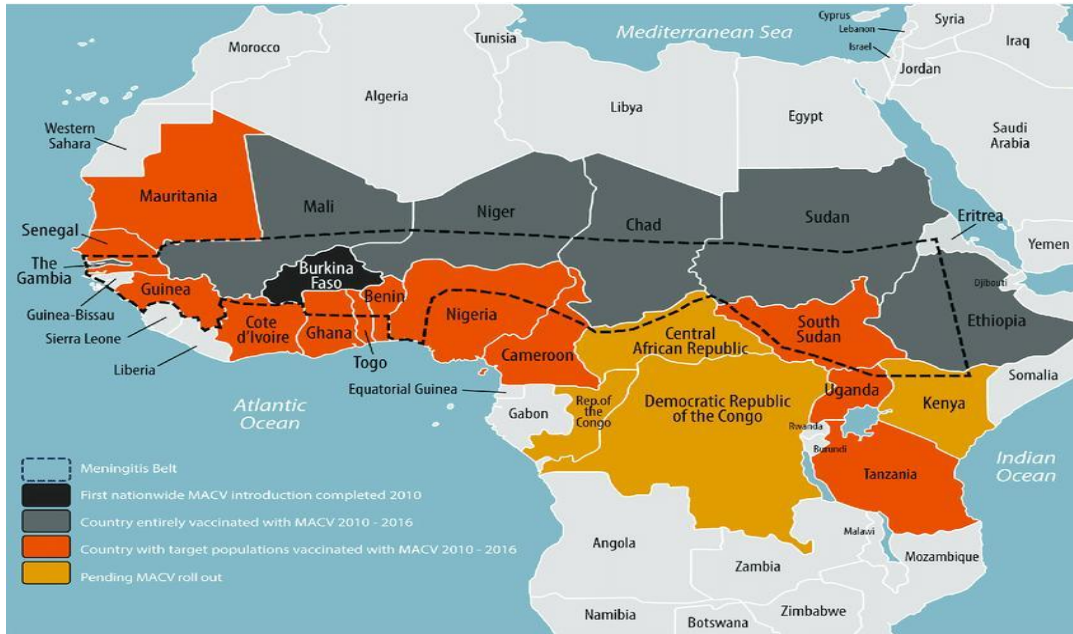 Mediterranean Sea
Cyprus
Lebanon
Israel
Syria
Iraq
Jordan
Morocco
Tunisia
Algeria
Libya
Egypt
Saudi
Arabia
Western
Sahara
Mauritania
Mali
Niger
Chad
Sudan
Eritrea
Yemen
Senegal
The
Gambia
Guinea-Bissau
Guinea
Sierra Leone
Liberia
Burkina
Faso
Cote
d'Ivoire
Ghana
Togo
Benin
Nigeria
Cameroon
Equatorial Guinea
Gabon
Rep.of
the
Congo
Central
African Republic
Democratic Republic
of the Congo
South
Sudan
Djibouti
Ethiopia
Somalia
Uganda
Kenya
Rwanda
Burundi
Tanzania
Atlantic
Ocean
Indian
Ocean
Angola
Zambia
Malawi
Mozambique
Namibia
Botswana
Zimbabwe
Meningitis Belt
First nationwide MACV introduction completed 2010
Country entirely vaccinated with MACV 2010 - 2016
Country with target populations vaccinated with MACV 2010 - 2016
Pending MACV roll out